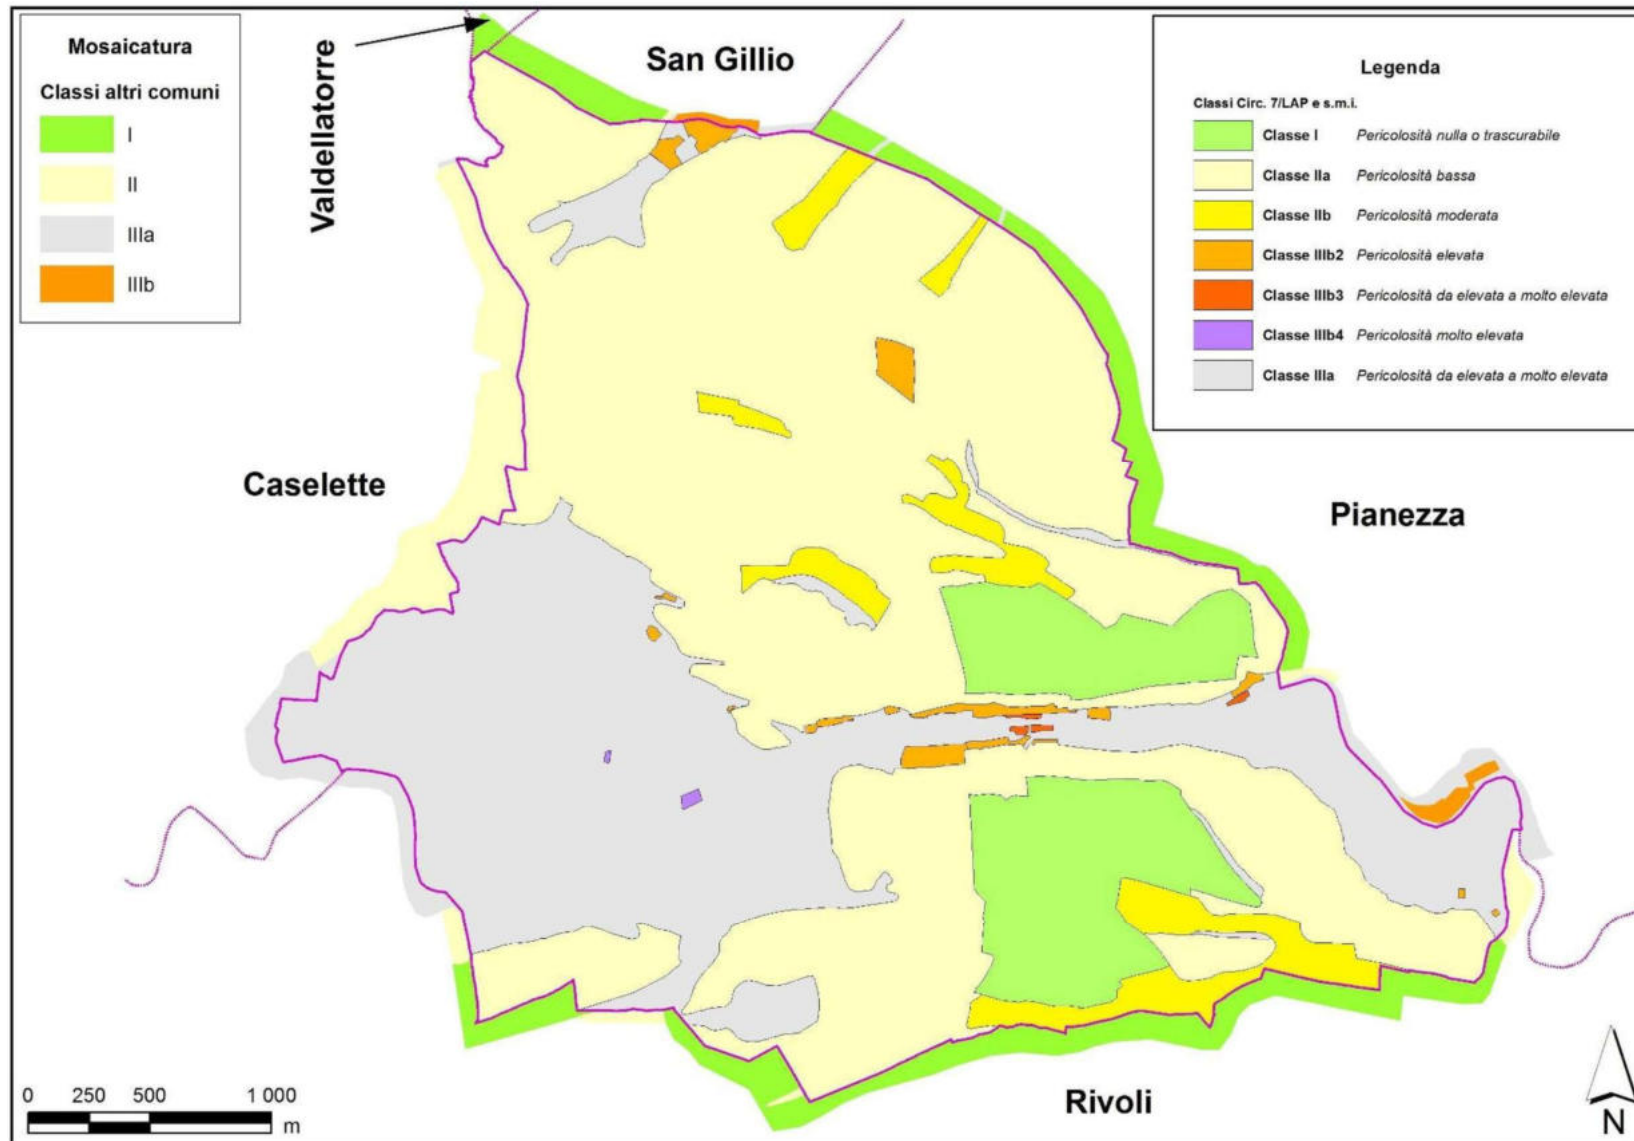 Mosaicatura
Classi altri comuni
I
II
IIIa
IIIb
Valdellatorre
San Gillio
Legenda
Classi Circ. 7/LAP e s.m.i.
Classe I Pericolosità nulla o trascurabile
Classe IIa Pericolosità bassa
Classe IIb Pericolosità moderata
Classe IIIb2 Pericolosità elevata
Classe IIIb3 Pericolosità da elevata a molto elevata
Classe IIIb4 Pericolosità molto elevata
Classe IIIa Pericolosità da elevata a molto elevata
Caselette
Pianezza
Rivoli
0 250 500 1 000
m
N